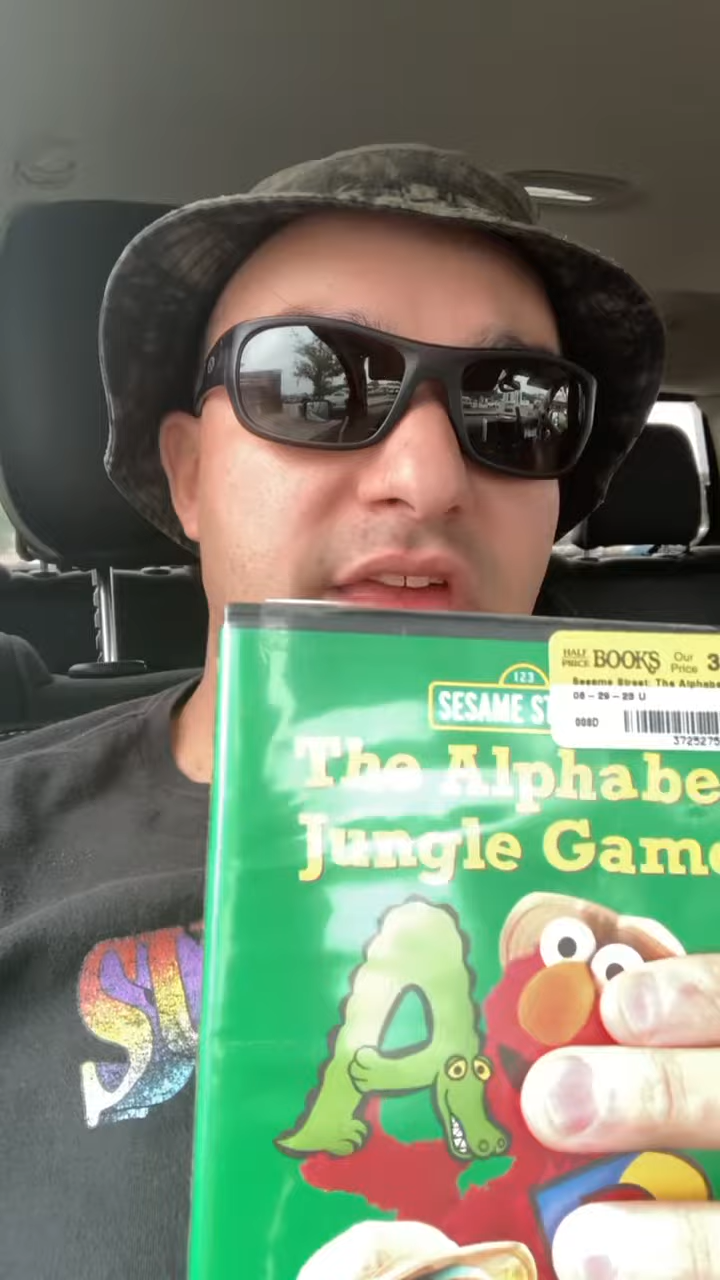 HALF PRICE BOOKS Our Price 3
Sesame Street: The Alphabe
08-29-23 U
008D
3725275
123
SESAME ST
The Alphabe
Jungle Game